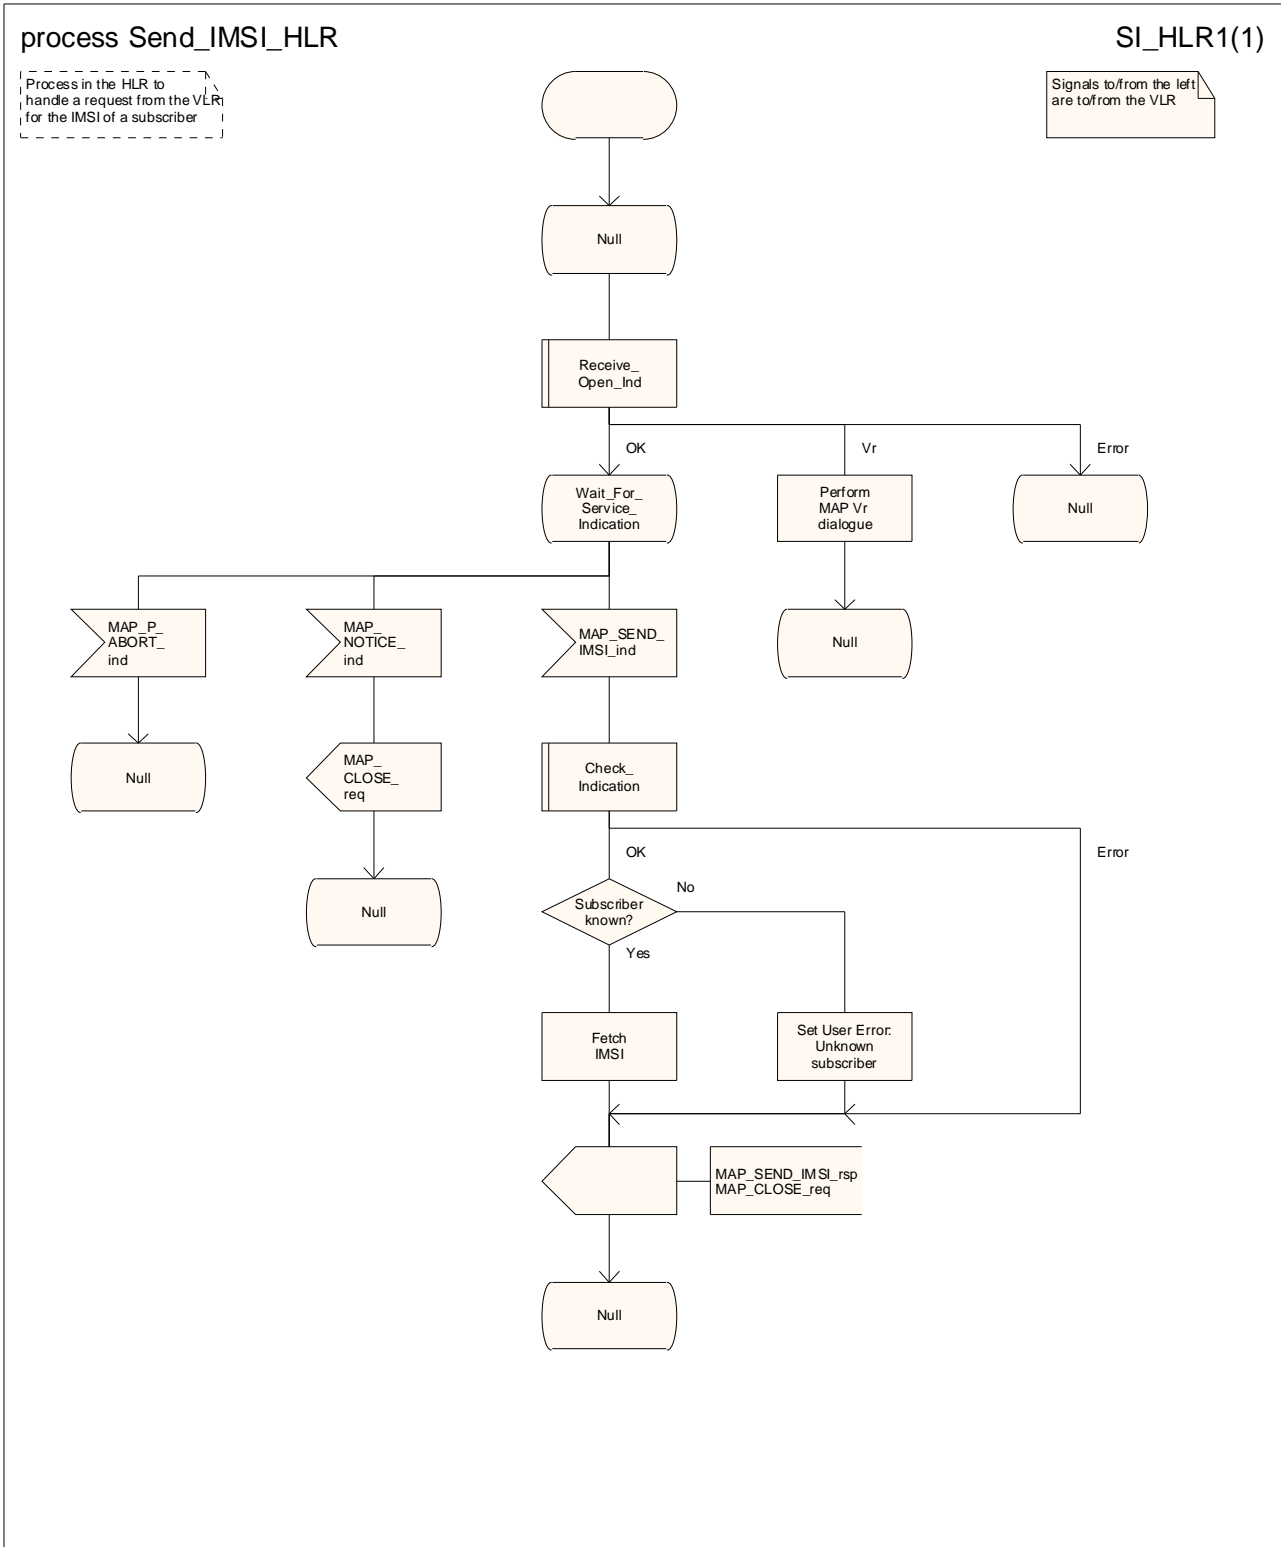 process Send_IMSI_HLR
SI_HLR1(1)
Process in the HLR to
handle a request from the VLR
for the IMSI of a subscriber
Signals to/from the left
are to/from the VLR
Null
Receive_
Open_Ind
OK
Vr
Error
Wait_For_
Service_
Indication
Perform
MAP Vr
dialogue
Null
MAP_P_
ABORT_
ind
MAP_
NOTICE_
ind
MAP_SEND_
IMSI_ind
Null
Null
MAP_
CLOSE_
req
Check_
Indication
OK
Error
Null
Subscriber
known?
No
Yes
Fetch
IMSI
Set User Error:
Unknown
subscriber
MAP_SEND_IMSI_rsp
MAP_CLOSE_req
Null